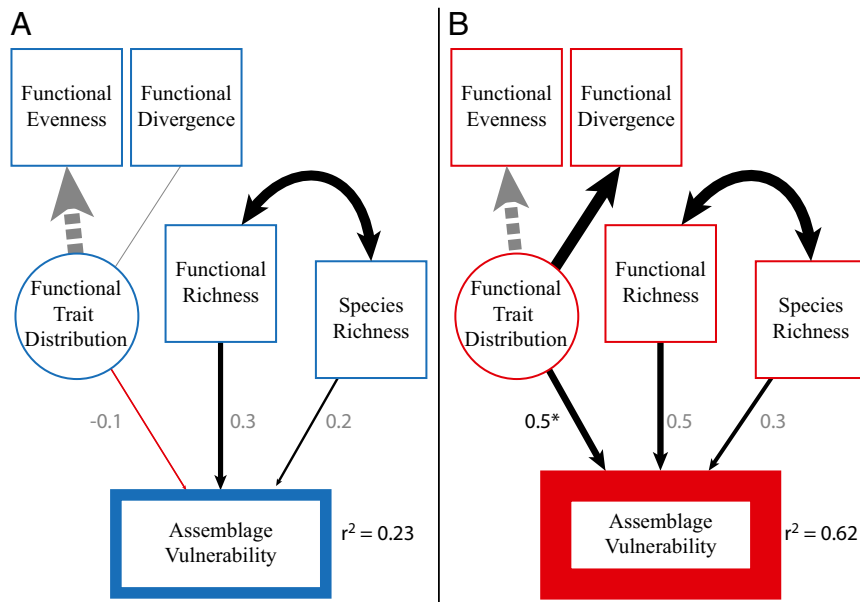 A
Functional
Evenness
Functional
Divergence
Functional
Trait
Distribution
Functional
Richness
Species
Richness
-0.1
0.3
0.2
Assemblage
Vulnerability
r² = 0.23
B
Functional
Evenness
Functional
Divergence
Functional
Trait
Distribution
Functional
Richness
Species
Richness
0.5*
0.5
0.3
Assemblage
Vulnerability
r² = 0.62